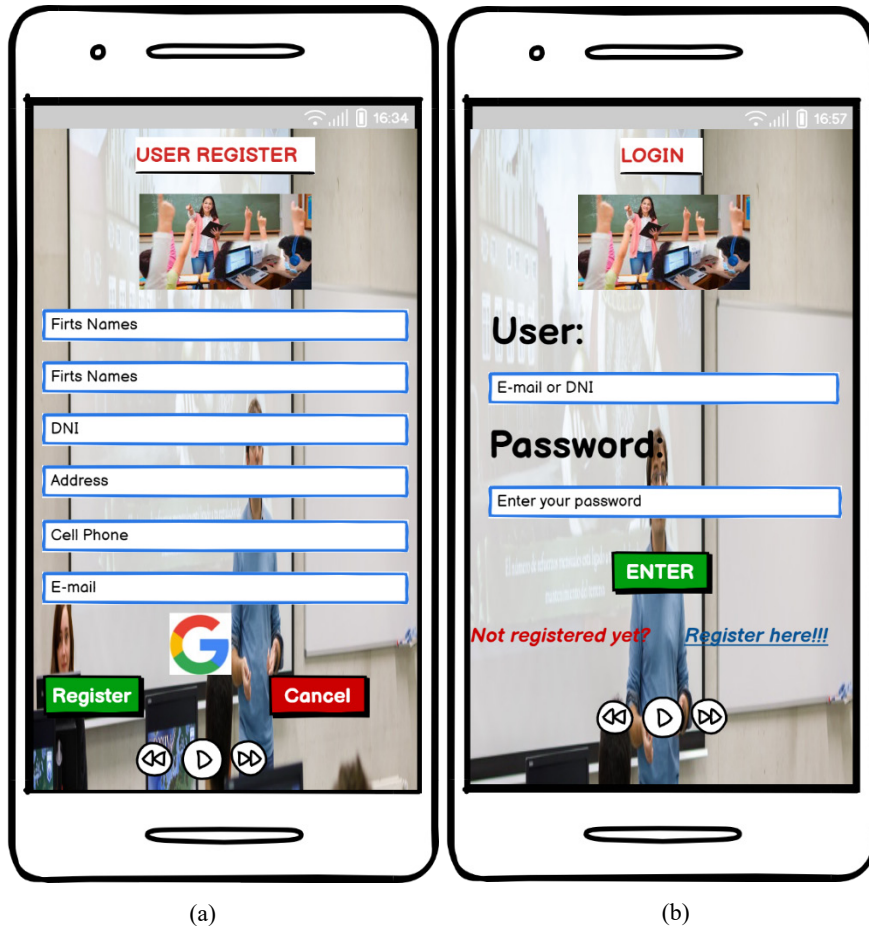 16:34
USER REGISTER
Firts Names
Firts Names
DNI
Address
Cell Phone
E-mail
G
Register
Cancel
(a)
16:57
LOGIN
User:
E-mail or DNI
Password:
Enter your password
ENTER
Not registered yet? Register here!!!
(b)